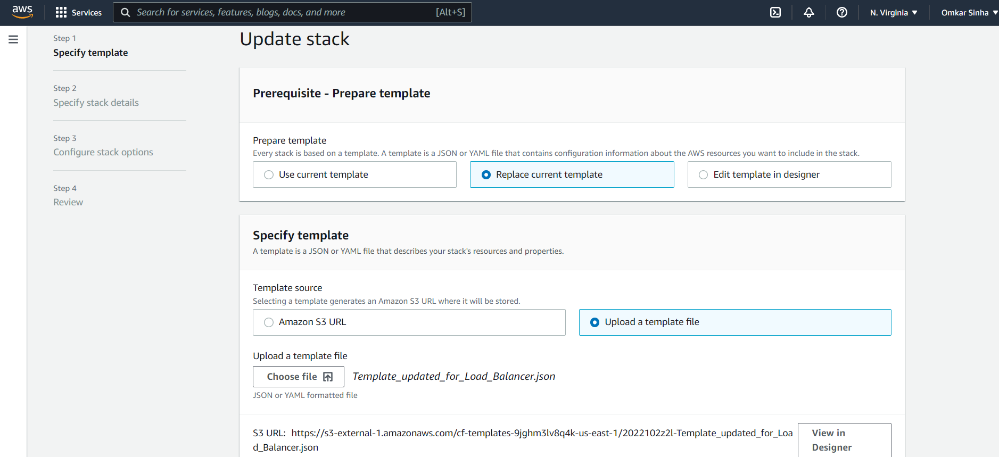 aws
Services
Search for services, features, blogs, docs, and more
[Alt+S]
N. Virginia
Omkar Sinha
Step 1
Specify template
Step 2
Specify stack details
Step 3
Configure stack options
Step 4
Review
Update stack
Prerequisite - Prepare template
Prepare template
Every stack is based on a template. A template is a JSON or YAML file that contains configuration information about the AWS resources you want to include in the stack.
Use current template
Replace current template
Edit template in designer
Specify template
A template is a JSON or YAML file that describes your stack's resources and properties.
Template source
Selecting a template generates an Amazon S3 URL where it will be stored.
Amazon S3 URL
Upload a template file
Upload a template file
Choose file
Template_updated_for_Load_Balancer.json
JSON or YAML formatted file
S3 URL: https://s3-external-1.amazonaws.com/cf-templates-9jghm3lv8q4k-us-east-1/2022102z2l-Template_updated_for_Loa
d_Balancer.json
View in
Designer